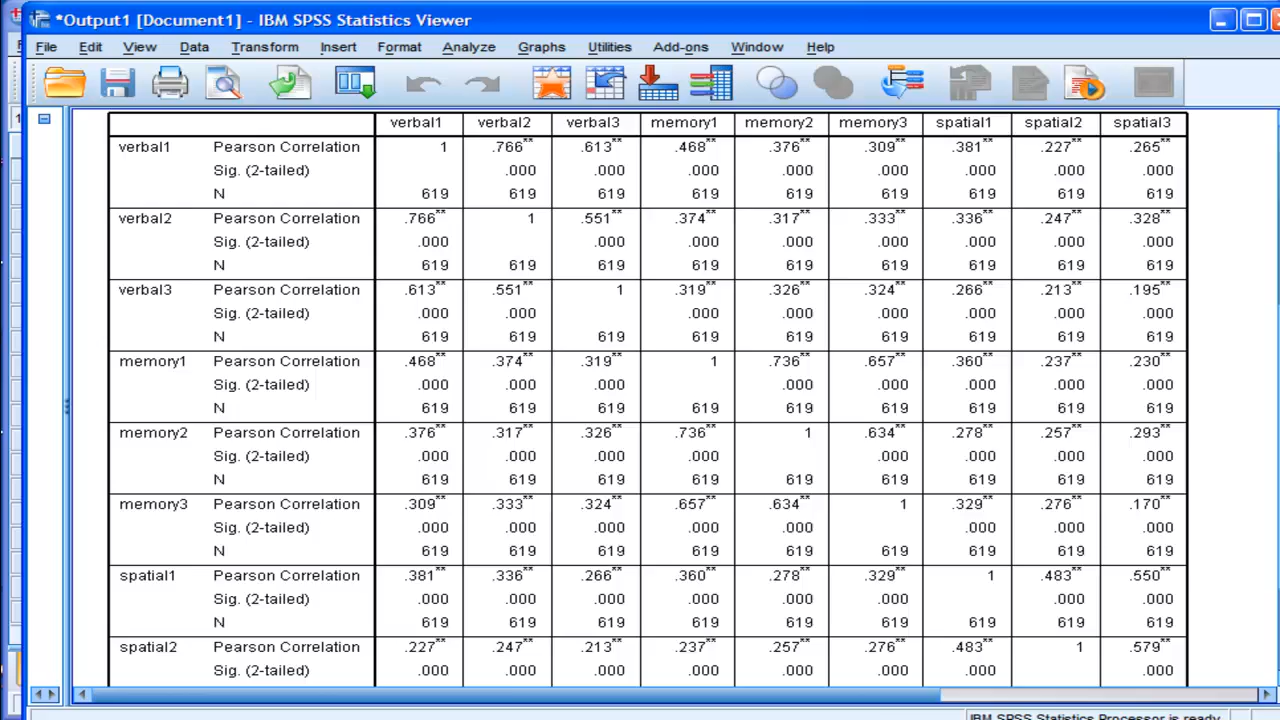 *Output1 [Document1] - IBM SPSS Statistics Viewer
File Edit View Data Transform Insert Format Analyze Graphs Utilities Add-ons Window Help
verbal1 verbal2 verbal3 memory1 memory2 memory3 spatial1 spatial2 spatial3
verbal1 Pearson Correlation 1 .766** .613** .468** .376** .309** .381** .227** .265**
Sig. (2-tailed) .000 .000 .000 .000 .000 .000 .000 .000
N 619 619 619 619 619 619 619 619 619
verbal2 Pearson Correlation .766** 1 .551** .374** .317** .333** .336** .247** .328**
Sig. (2-tailed) .000 .000 .000 .000 .000 .000 .000 .000
N 619 619 619 619 619 619 619 619 619
verbal3 Pearson Correlation .613** .551** 1 .319** .326** .324** .266** .213** .195**
Sig. (2-tailed) .000 .000 .000 .000 .000 .000 .000 .000
N 619 619 619 619 619 619 619 619 619
memory1 Pearson Correlation .468** .374** .319** 1 .736** .657** .360** .237** .230**
Sig. (2-tailed) .000 .000 .000 .000 .000 .000 .000 .000
N 619 619 619 619 619 619 619 619 619
memory2 Pearson Correlation .376** .317** .326** .736** 1 .634** .278** .257** .293**
Sig. (2-tailed) .000 .000 .000 .000 .000 .000 .000 .000
N 619 619 619 619 619 619 619 619 619
memory3 Pearson Correlation .309** .333** .324** .657** .634** 1 .329** .276** .170**
Sig. (2-tailed) .000 .000 .000 .000 .000 .000 .000 .000
N 619 619 619 619 619 619 619 619 619
spatial1 Pearson Correlation .381** .336** .266** .360** .278** .329** 1 .483** .550**
Sig. (2-tailed) .000 .000 .000 .000 .000 .000 .000 .000
N 619 619 619 619 619 619 619 619 619
spatial2 Pearson Correlation .227** .247** .213** .237** .257** .276** .483** 1 .579**
Sig. (2-tailed) .000 .000 .000 .000 .000 .000 .000 .000
IBM SPSS Statistics Processor is ready